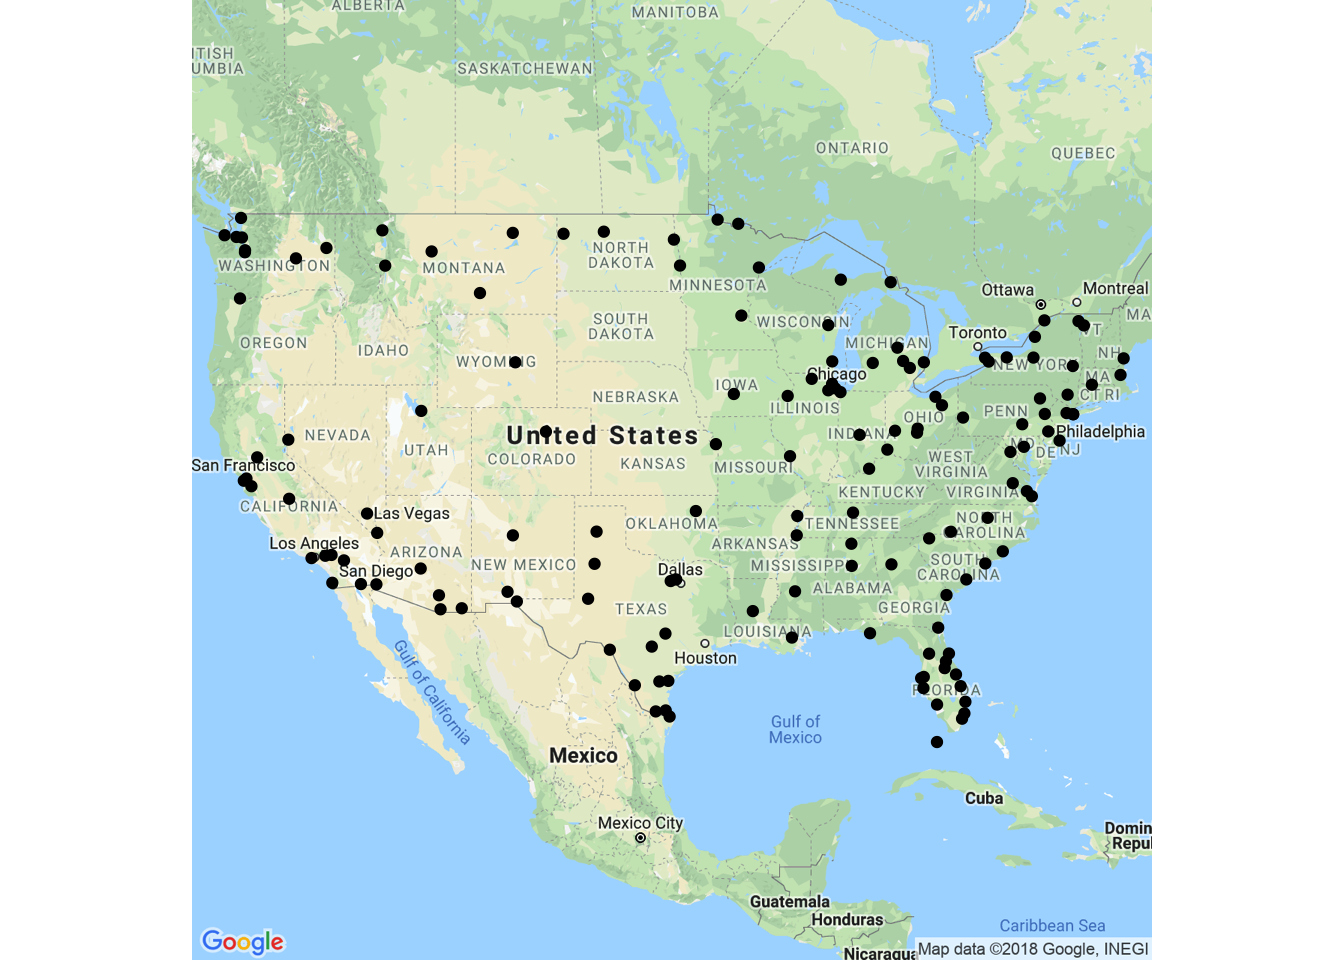 ALBERTA
MANITOBA
ITISH
UMBIA
SASKATCHEWAN
ONTARIO
QUEBEC
WASHINGTON
MONTANA
NORTH
DAKOTA
MINNESOTA
Ottawa
Montreal
MA
VT
OREGON
IDAHO
SOUTH
DAKOTA
WISCONSIN
MICHIGAN
Toronto
NH
NEW YORK
MA
CT RI
WYOMING
Chicago
IOWA
NEBRASKA
ILLINOIS
OHIO
PENN
NEVADA
UTAH
United States
COLORADO
KANSAS
MISSOURI
INDIANA
WEST
VIRGINIA
MD
DE
NJ
Philadelphia
San Francisco
CALIFORNIA
KENTUCKY
VIRGINIA
Las Vegas
OKLAHOMA
TENNESSEE
NORTH
CAROLINA
Los Angeles
ARIZONA
NEW MEXICO
ARKANSAS
San Diego
Dallas
MISSISSIPPI
SOUTH
CAROLINA
ALABAMA
TEXAS
GEORGIA
LOUISIANA
Houston
Gulf of California
FLORIDA
Gulf of
Mexico
Mexico
Cuba
Mexico City
Domin
Repu
Guatemala
Honduras
Caribbean Sea
Nicaragua
Google
Map data ©2018 Google, INEGI